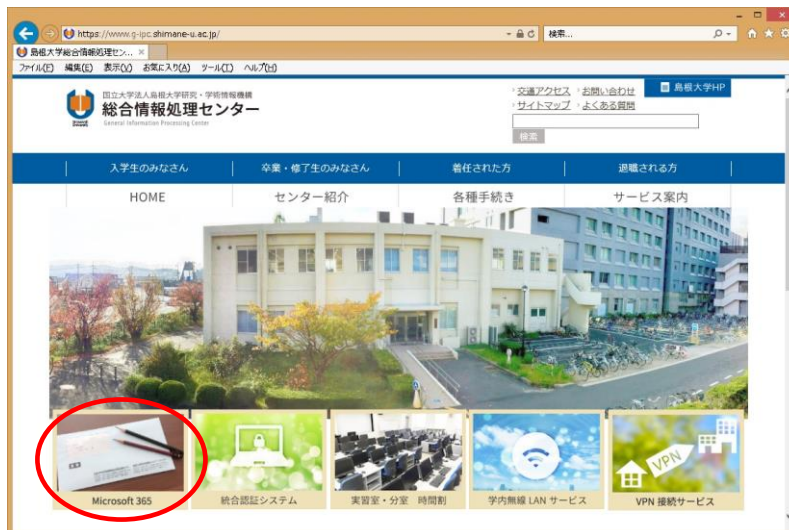 https://www.g-ipc.shimane-u.ac.jp/
検索...
島根大学総合情報処理セン...
ファイル(F) 編集(E) 表示(V) お気に入り(A) ツール(T) ヘルプ(H)
国立大学法人島根大学研究・学術情報機構
総合情報処理センター
General Information Processing Center
交通アクセス お問い合わせ
サイトマップ よくある質問
島根大学HP
検索
入学生のみなさん 卒業・修了生のみなさん 着任された方 退職される方
HOME センター紹介 各種手続き サービス案内
VPN
Microsoft 365 統合認証システム 実習室・分室 時間割 学内無線 LAN サービス VPN 接続サービス